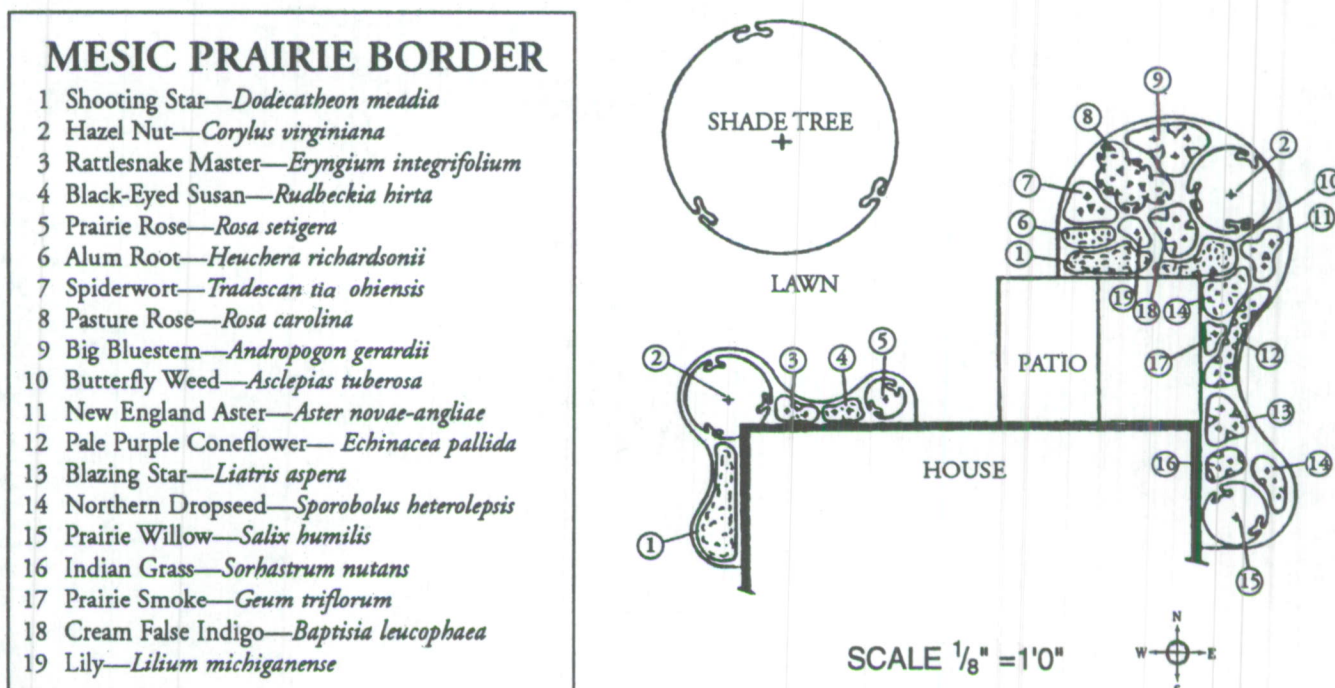 MESIC PRAIRIE BORDER
1 Shooting Star—Dodecatheon meadia
2 Hazel Nut—Corylus virginiana
3 Rattlesnake Master—Eryngium integrifolium
4 Black-Eyed Susan—Rudbeckia hirta
5 Prairie Rose—Rosa setigera
6 Alum Root—Heuchera richardsonii
7 Spiderwort—Tradescan tia ohiensis
8 Pasture Rose—Rosa carolina
9 Big Bluestem—Andropogon gerardii
10 Butterfly Weed—Asclepias tuberosa
11 New England Aster—Aster novae-angliae
12 Pale Purple Coneflower— Echinacea pallida
13 Blazing Star—Liatris aspera
14 Northern Dropseed—Sporobolus heterolepsis
15 Prairie Willow—Salix humilis
16 Indian Grass—Sorhastrum nutans
17 Prairie Smoke—Geum triflorum
18 Cream False Indigo—Baptisia leucophaea
19 Lily—Lilium michiganense
9
8
SHADE TREE
2
7
10
6
11
1
LAWN
19
18
14
2
3
4
5
PATIO
17
12
13
HOUSE
16
14
1
15
N
SCALE 1/8" =1'0"
W
E
S